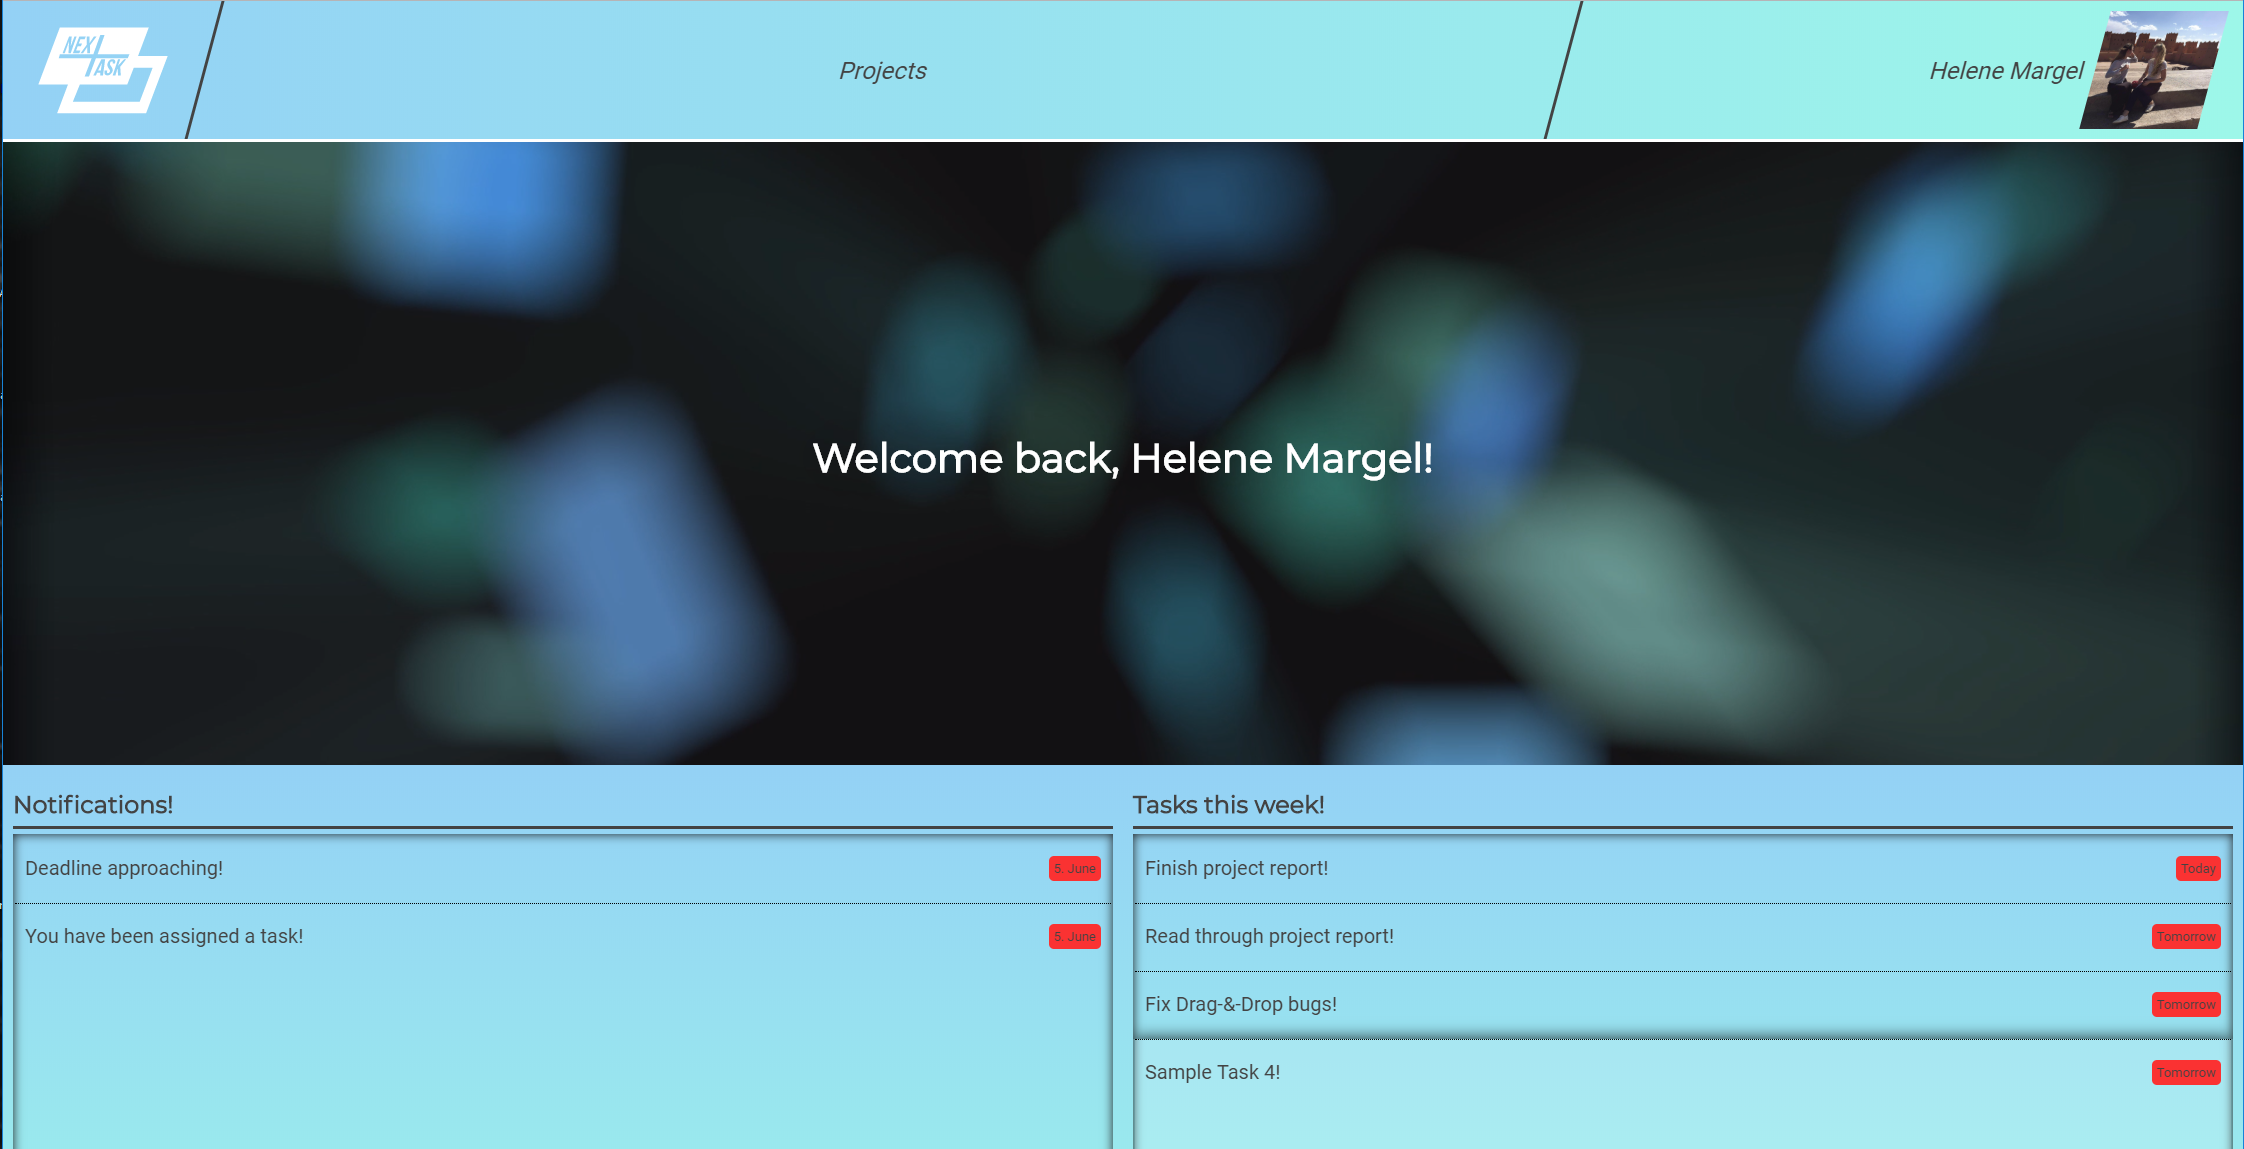 NEXT
TASK
Projects
Helene Margel
Welcome back, Helene Margel!
Notifications!
Deadline approaching! 5. June
You have been assigned a task! 5. June
Tasks this week!
Finish project report! Today
Read through project report! Tomorrow
Fix Drag-&-Drop bugs! Tomorrow
Sample Task 4! Tomorrow